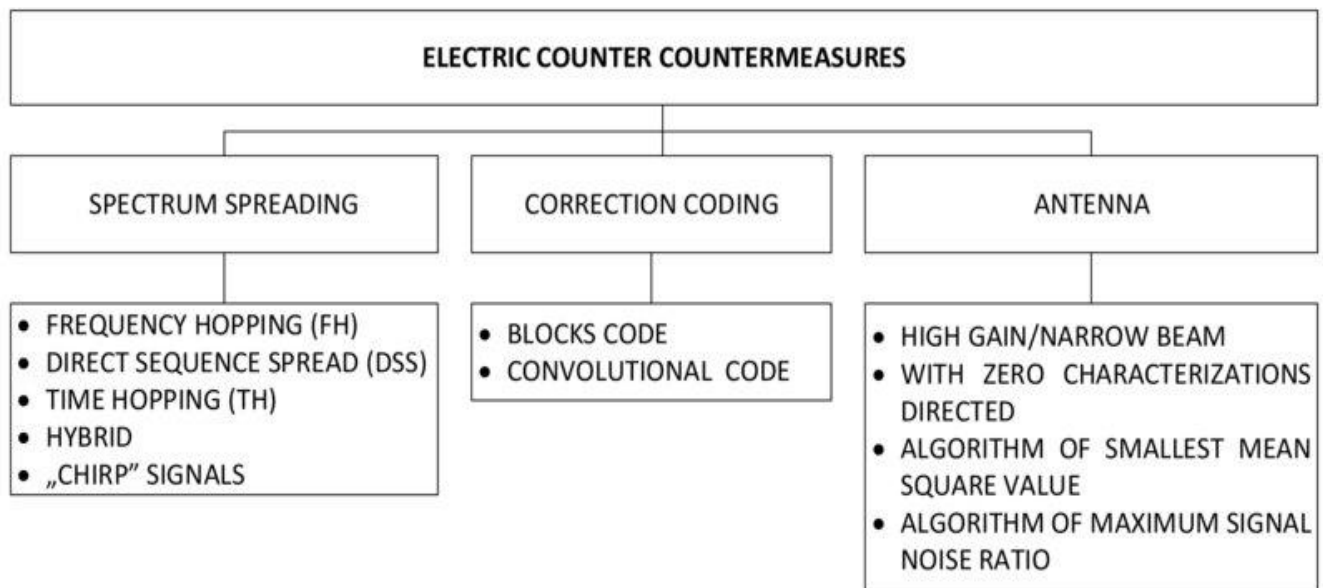 ELECTRIC COUNTER COUNTERMEASURES
SPECTRUM SPREADING
CORRECTION CODING
ANTENNA
• FREQUENCY HOPPING (FH)
• DIRECT SEQUENCE SPREAD (DSS)
• TIME HOPPING (TH)
• HYBRID
• „CHIRP” SIGNALS
• BLOCKS CODE
• CONVOLUTIONAL CODE
• HIGH GAIN/NARROW BEAM
• WITH ZERO CHARACTERIZATIONS
DIRECTED
• ALGORITHM OF SMALLEST MEAN
SQUARE VALUE
• ALGORITHM OF MAXIMUM SIGNAL
NOISE RATIO